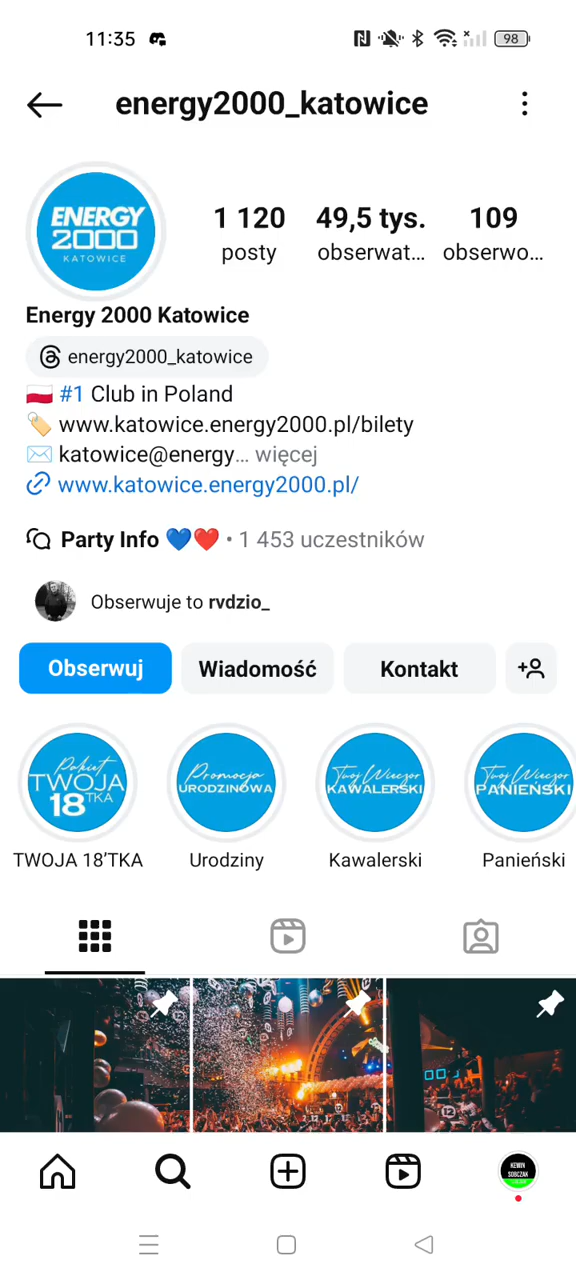 11:35
98
energy2000_katowice
ENERGY
2000
KATOWICE
1 120 49,5 tys. 109
posty obserwat... obserwo...
Energy 2000 Katowice
energy2000_katowice
🇵🇱 #1 Club in Poland
🏷️ www.katowice.energy2000.pl/bilety
✉️ katowice@energy... więcej
www.katowice.energy2000.pl/
Party Info 💙❤️ • 1 453 uczestników
Obserwuje to rvdzio_
Obserwuj Wiadomość Kontakt
Pakiet
TWOJA
18TKA
Promocja
URODZINOWA
Twój Wieczór
KAWALERSKI
Twój Wieczór
PANIEŃSKI
TWOJA 18'TKA Urodziny Kawalerski Panieński
12
KEWIN
SOBCZAK